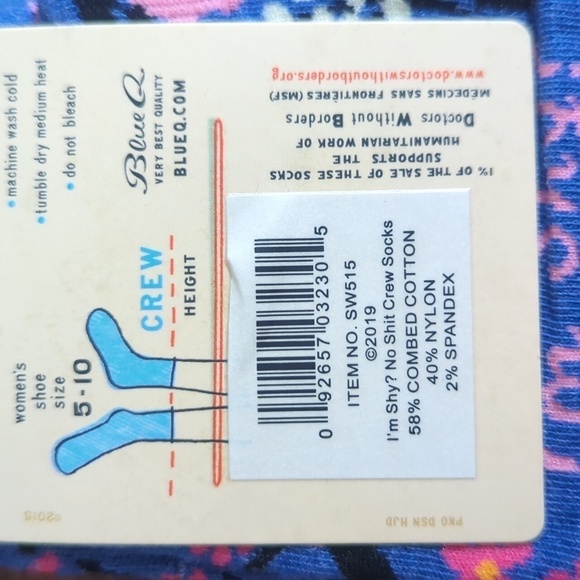 women's
shoe
size
5-10
CREW
HEIGHT
• machine wash cold
• tumble dry medium heat
• do not bleach
Blue Q
VERY BEST QUALITY
BLUEQ.COM
0 92657 03230 5
ITEM NO. SW515
©2019
I'm Shy? No Shit Crew Socks
58% COMBED COTTON
40% NYLON
2% SPANDEX
1% OF THE SALE OF THESE SOCKS
SUPPORTS THE
HUMANITARIAN WORK OF
Doctors Without Borders
MÉDECINS SANS FRONTIÈRES (MSF)
www.doctorswithoutborders.org
©2015
PKG DSN HJD